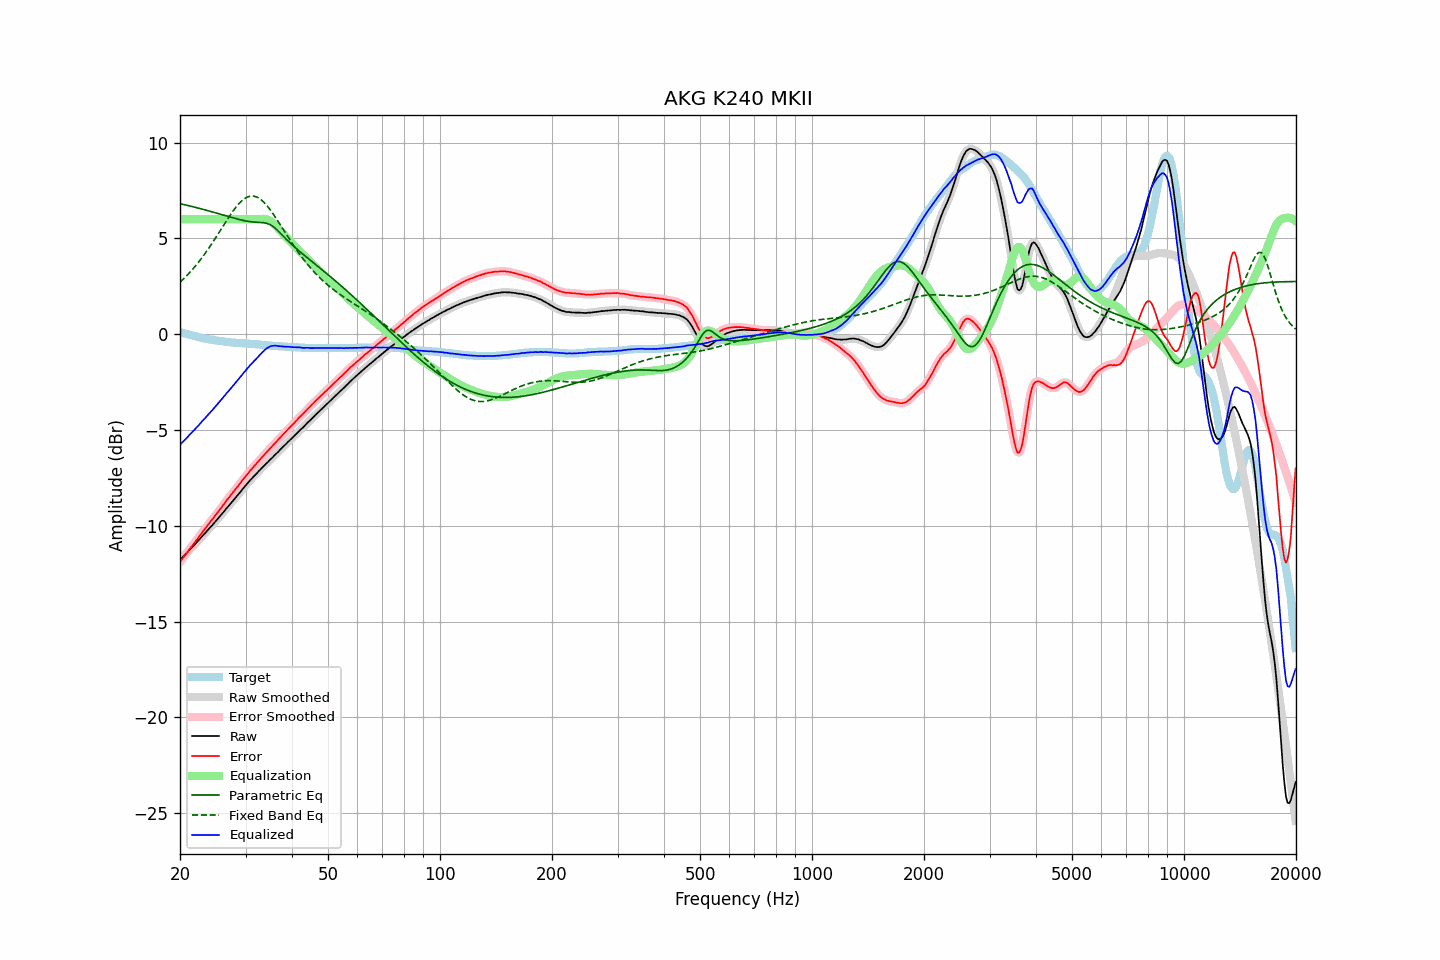 AKG K240 MKII
10
5
0
−5
−10
−15
−20
−25
Amplitude (dBr)
Target
Raw Smoothed
Error Smoothed
Raw
Error
Equalization
Parametric Eq
Fixed Band Eq
Equalized
20 50 100 200 500 1000 2000 5000 10000 20000
Frequency (Hz)